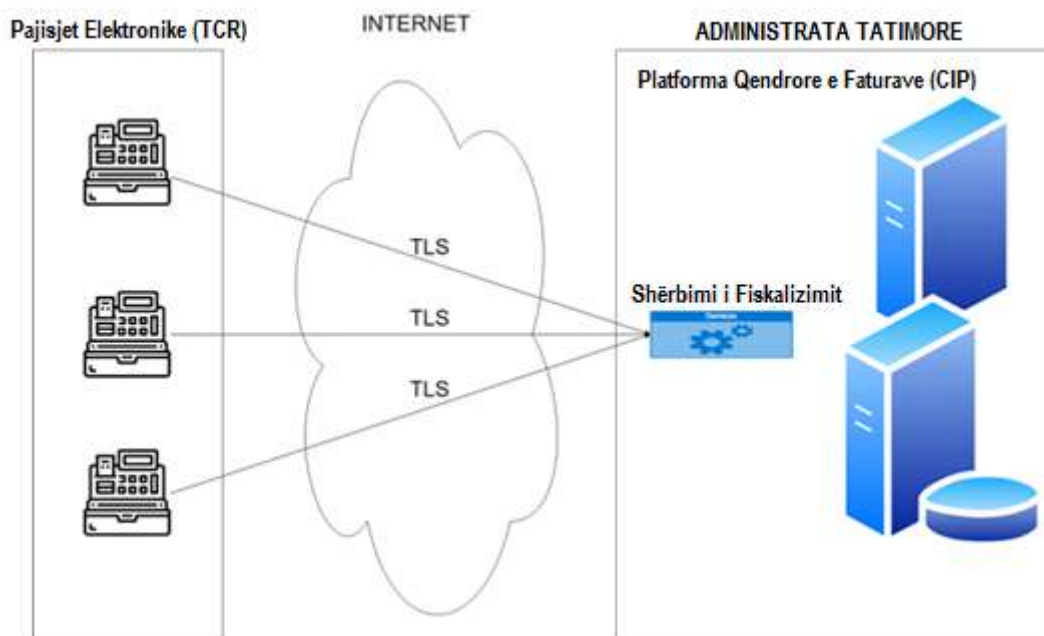 Pajisjet Elektronike (TCR)
INTERNET
ADMINISTRATA TATIMORE
Platforma Qendrore e Faturave (CIP)
TLS
Shërbimi i Fiskalizimit
TLS
TLS